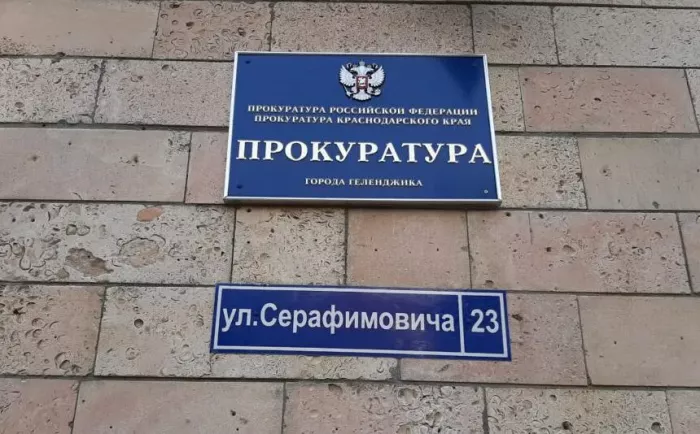 ПРОКУРАТУРА РОССИЙСКОЙ ФЕДЕРАЦИИ
ПРОКУРАТУРА КРАСНОДАРСКОГО КРАЯ
ПРОКУРАТУРА
ГОРОДА ГЕЛЕНДЖИКА
ул.Серафимовича 23